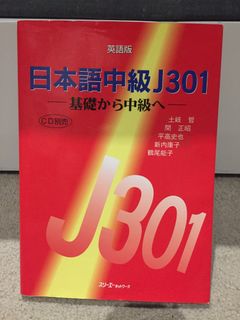 英語版
日本語中級J301
―基礎から中級へ―
CD別売
土岐 哲
関 正昭
平高史也
新内康子
鶴尾能子
J301
スリーエーネットワーク